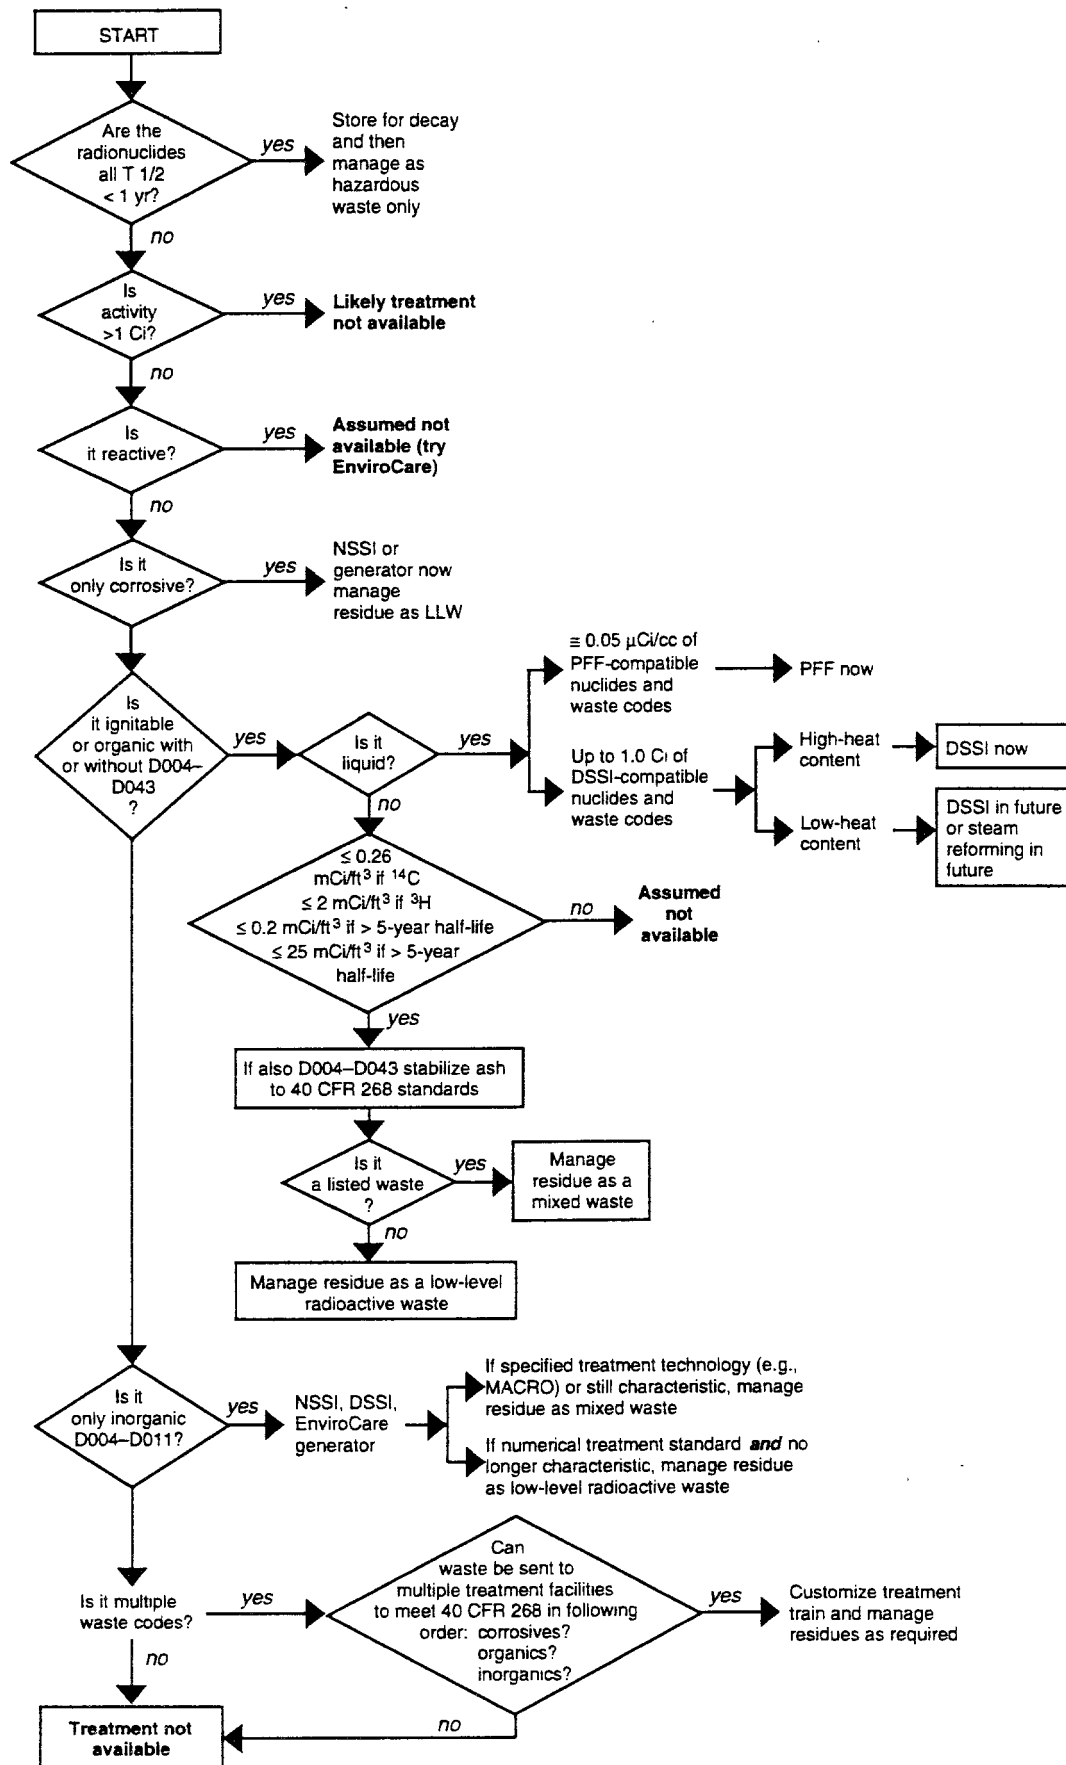 START
Are the
radionuclides
all T 1/2
< 1 yr?
yes
Store for decay
and then
manage as
hazardous
waste only
no
Is
activity
>1 Ci?
yes
Likely treatment
not available
no
Is
it reactive?
yes
Assumed not
available (try
EnviroCare)
no
Is it
only corrosive?
yes
NSSI or
generator now
manage
residue as LLW
Is
it ignitable
or organic with
or without D004–
D043
?
yes
Is it
liquid?
yes
≅ 0.05 µCi/cc of
PFF-compatible
nuclides and
waste codes
PFF now
Up to 1.0 Ci of
DSSI-compatible
nuclides and
waste codes
High-heat
content
DSSI now
Low-heat
content
DSSI in future
or steam
reforming in
future
no
≤ 0.26
mCi/ft³ if ¹⁴C
≤ 2 mCi/ft³ if ³H
≤ 0.2 mCi/ft³ if > 5-year half-life
≤ 25 mCi/ft³ if > 5-year
half-life
no
Assumed
not
available
yes
If also D004–D043 stabilize ash
to 40 CFR 268 standards
Is it
a listed waste
?
yes
Manage
residue as a
mixed waste
no
Manage residue as a low-level
radioactive waste
Is it
only inorganic
D004–D011?
yes
NSSI, DSSI,
EnviroCare
generator
If specified treatment technology (e.g.,
MACRO) or still characteristic, manage
residue as mixed waste
If numerical treatment standard and no
longer characteristic, manage residue
as low-level radioactive waste
Is it multiple
waste codes?
yes
Can
waste be sent to
multiple treatment facilities
to meet 40 CFR 268 in following
order: corrosives?
organics?
inorganics?
yes
Customize treatment
train and manage
residues as required
no
no
Treatment not
available